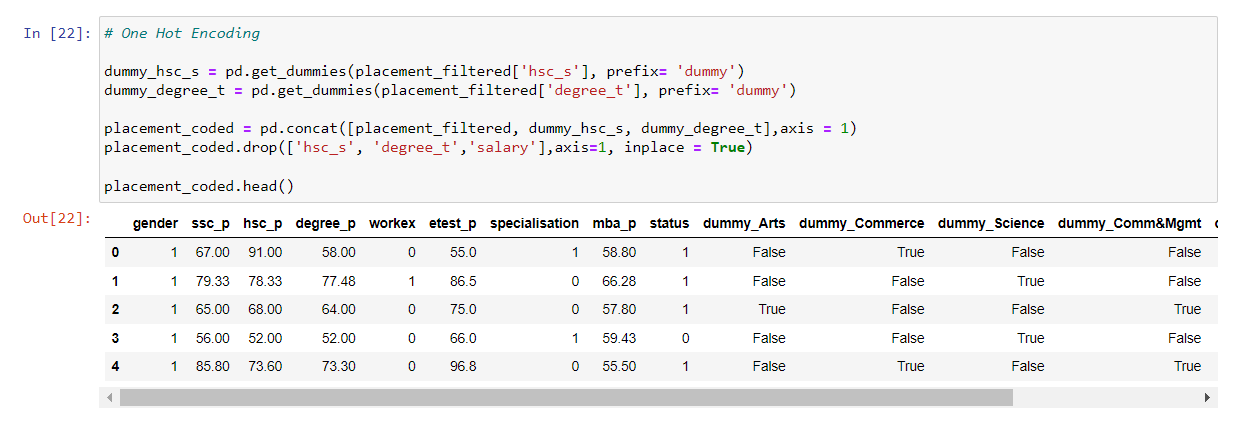 In [22]: # One Hot Encoding
dummy_hsc_s = pd.get_dummies(placement_filtered['hsc_s'], prefix= 'dummy')
dummy_degree_t = pd.get_dummies(placement_filtered['degree_t'], prefix= 'dummy')
placement_coded = pd.concat([placement_filtered, dummy_hsc_s, dummy_degree_t],axis = 1)
placement_coded.drop(['hsc_s', 'degree_t','salary'],axis=1, inplace = True)
placement_coded.head()
Out[22]:
gender ssc_p hsc_p degree_p workex etest_p specialisation mba_p status dummy_Arts dummy_Commerce dummy_Science dummy_Comm&Mgmt
0 1 67.00 91.00 58.00 0 55.0 1 58.80 1 False True False False
1 1 79.33 78.33 77.48 1 86.5 0 66.28 1 False False True False
2 1 65.00 68.00 64.00 0 75.0 0 57.80 1 True False False True
3 1 56.00 52.00 52.00 0 66.0 1 59.43 0 False False True False
4 1 85.80 73.60 73.30 0 96.8 0 55.50 1 False True False True